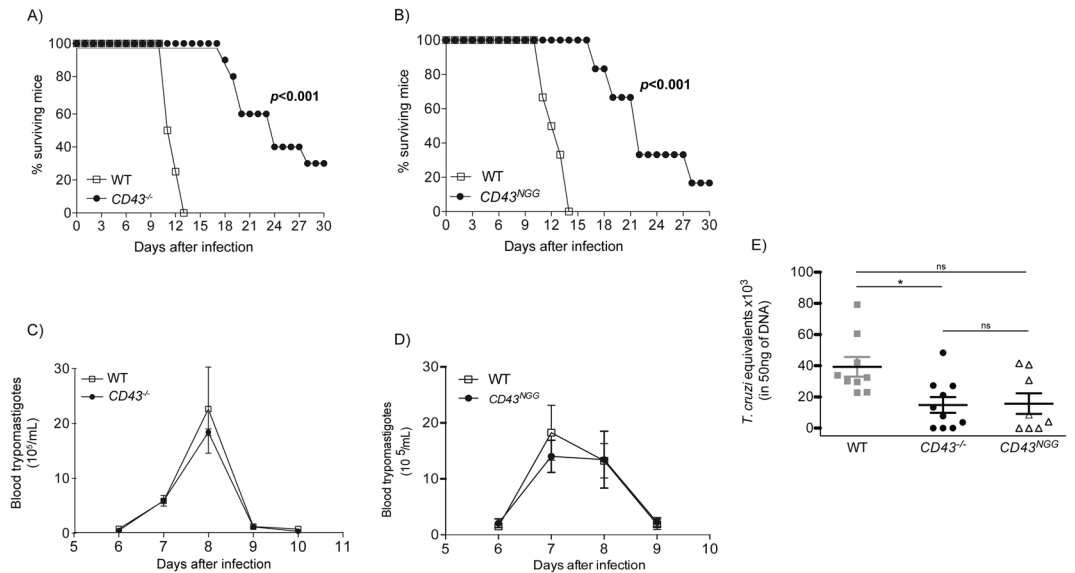 A)
100
80
60
40
20
0
% surviving mice
p<0.001
WT
CD43-/-
0 3 6 9 12 15 18 21 24 27 30
Days after infection
B)
100
80
60
40
20
0
% surviving mice
p<0.001
WT
CD43NGG
0 3 6 9 12 15 18 21 24 27 30
Days after infection
C)
30
20
10
0
Blood trypomastigotes
(10⁵/mL)
WT
CD43-/-
5 6 7 8 9 10 11
Days after infection
D)
30
20
10
0
Blood trypomastigotes
(10 5/mL)
WT
CD43NGG
5 6 7 8 9 10
Days after infection
E)
100
80
60
40
20
0
T. cruzi equivalents x10³
(in 50ng of DNA)
ns
*
ns
WT CD43-/- CD43NGG